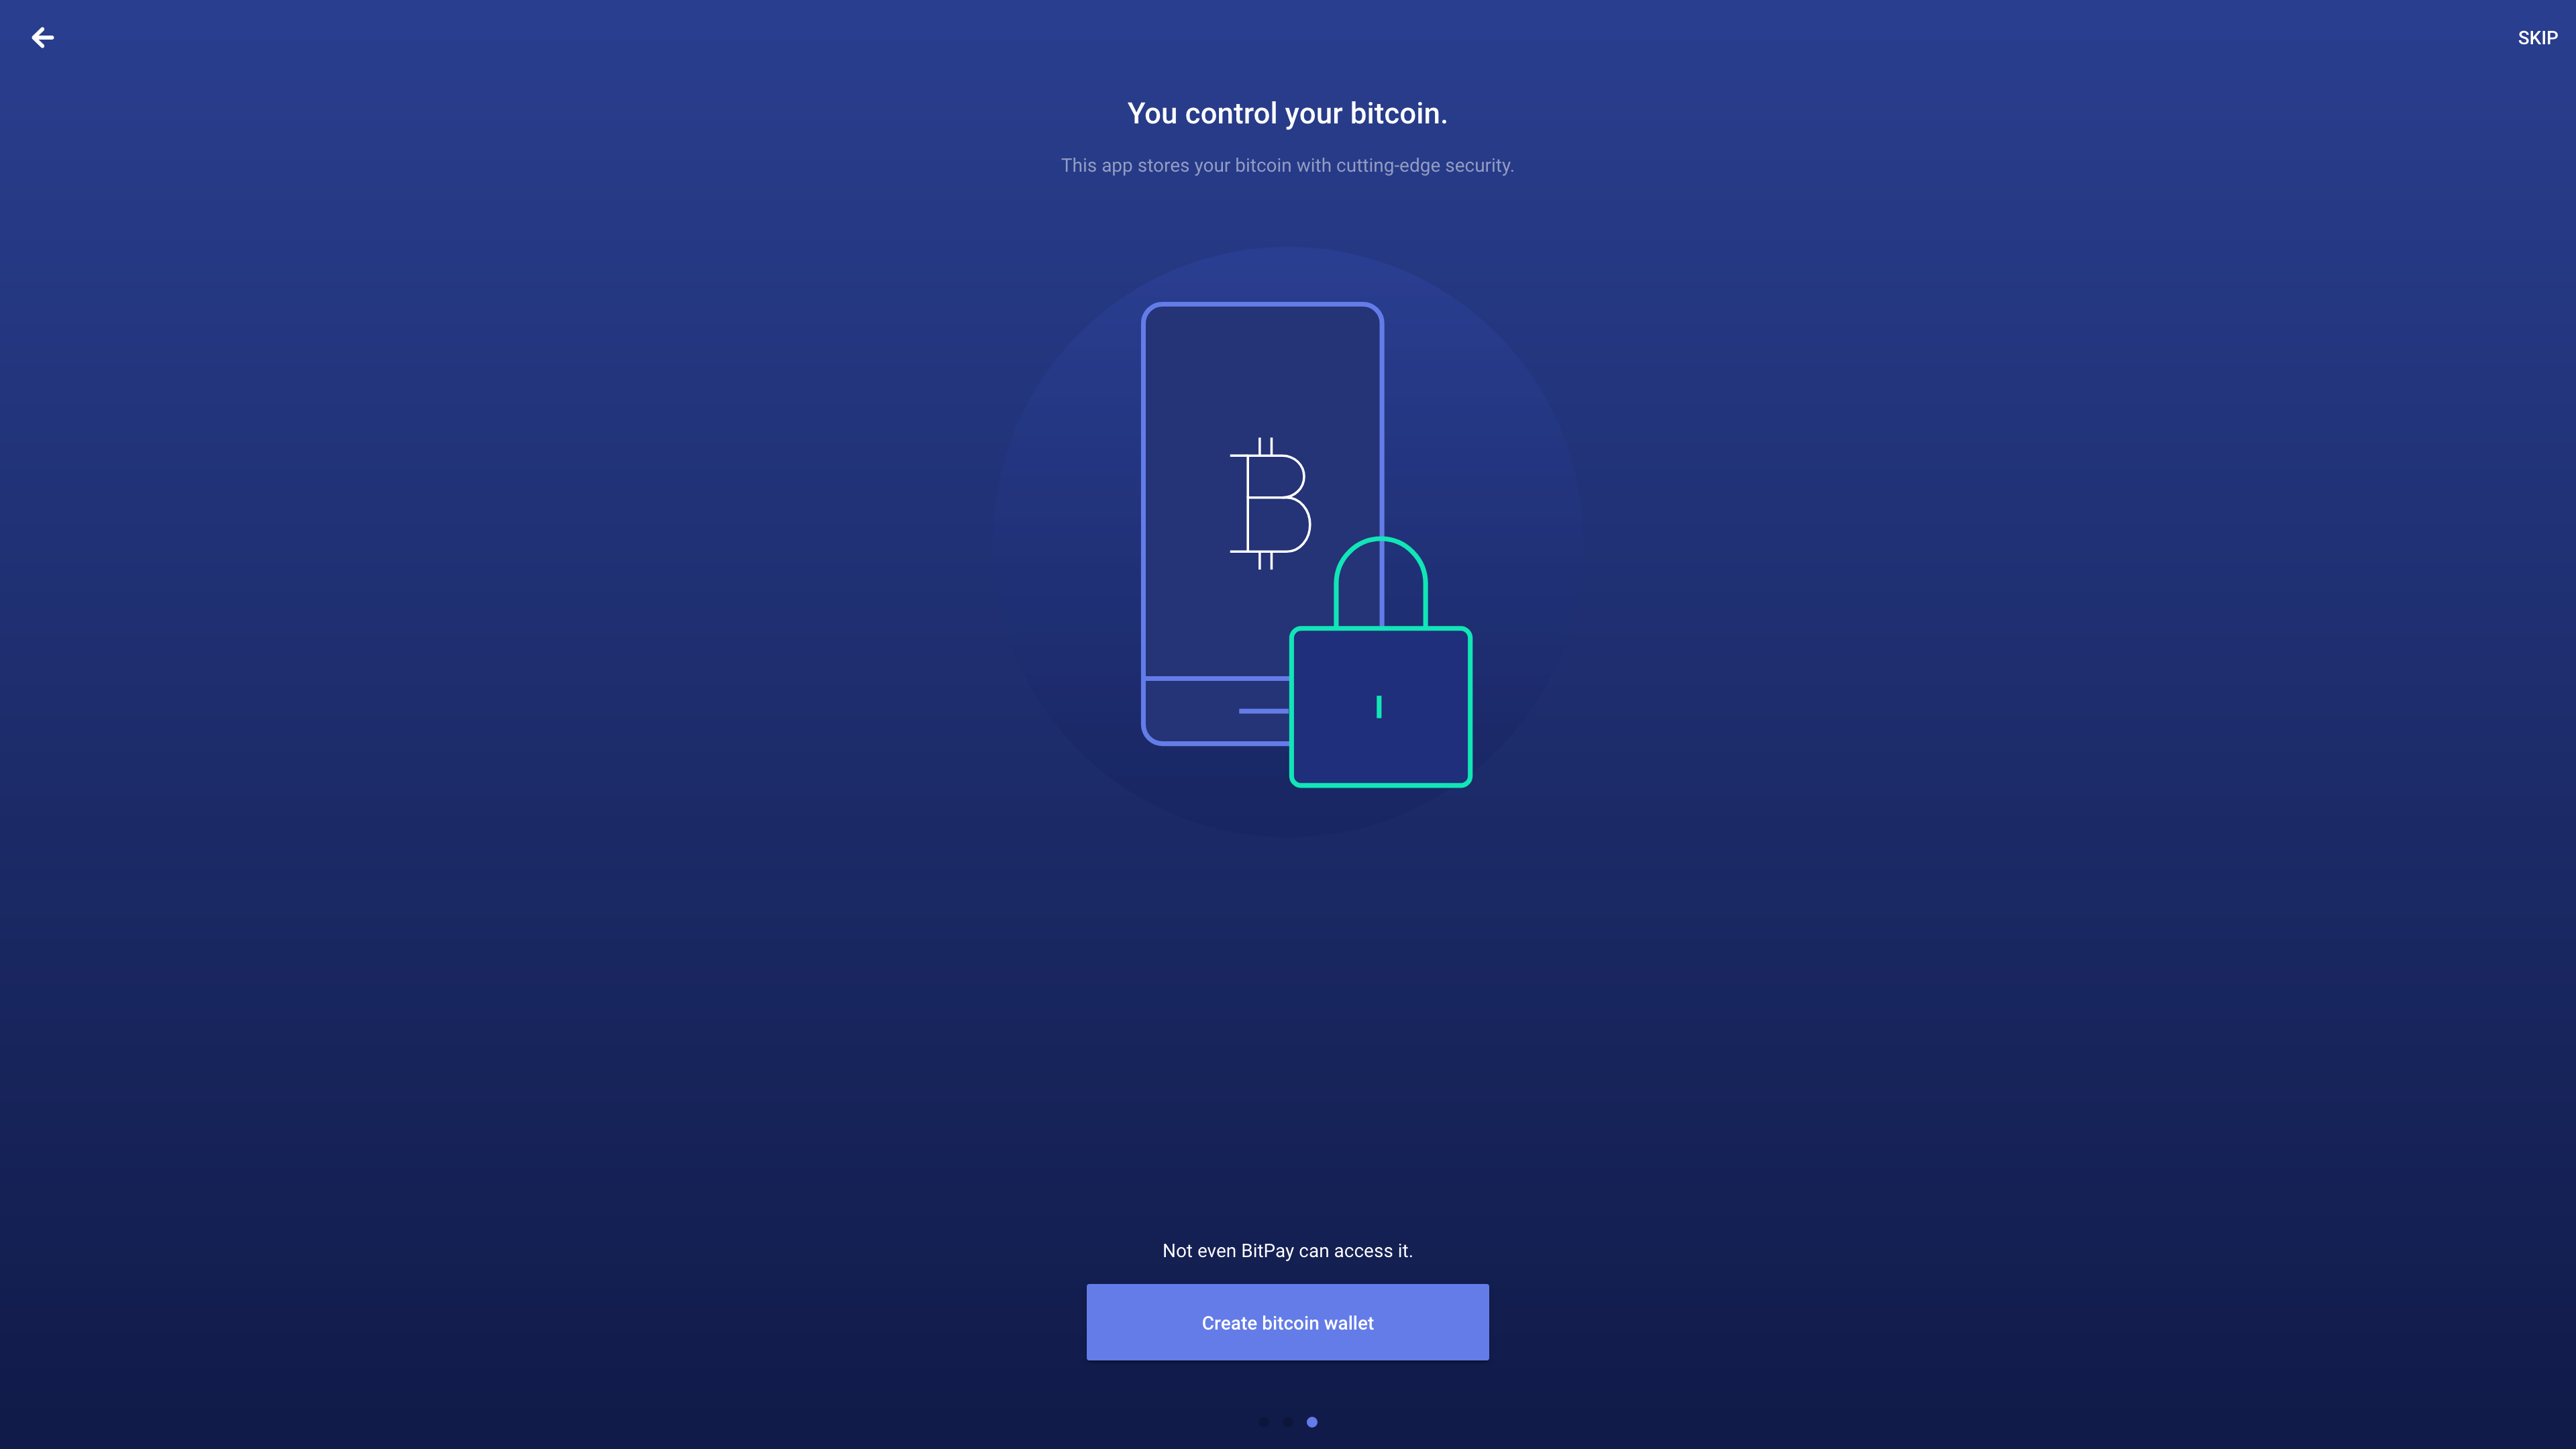 SKIP
You control your bitcoin.
This app stores your bitcoin with cutting-edge security.
Not even BitPay can access it.
Create bitcoin wallet